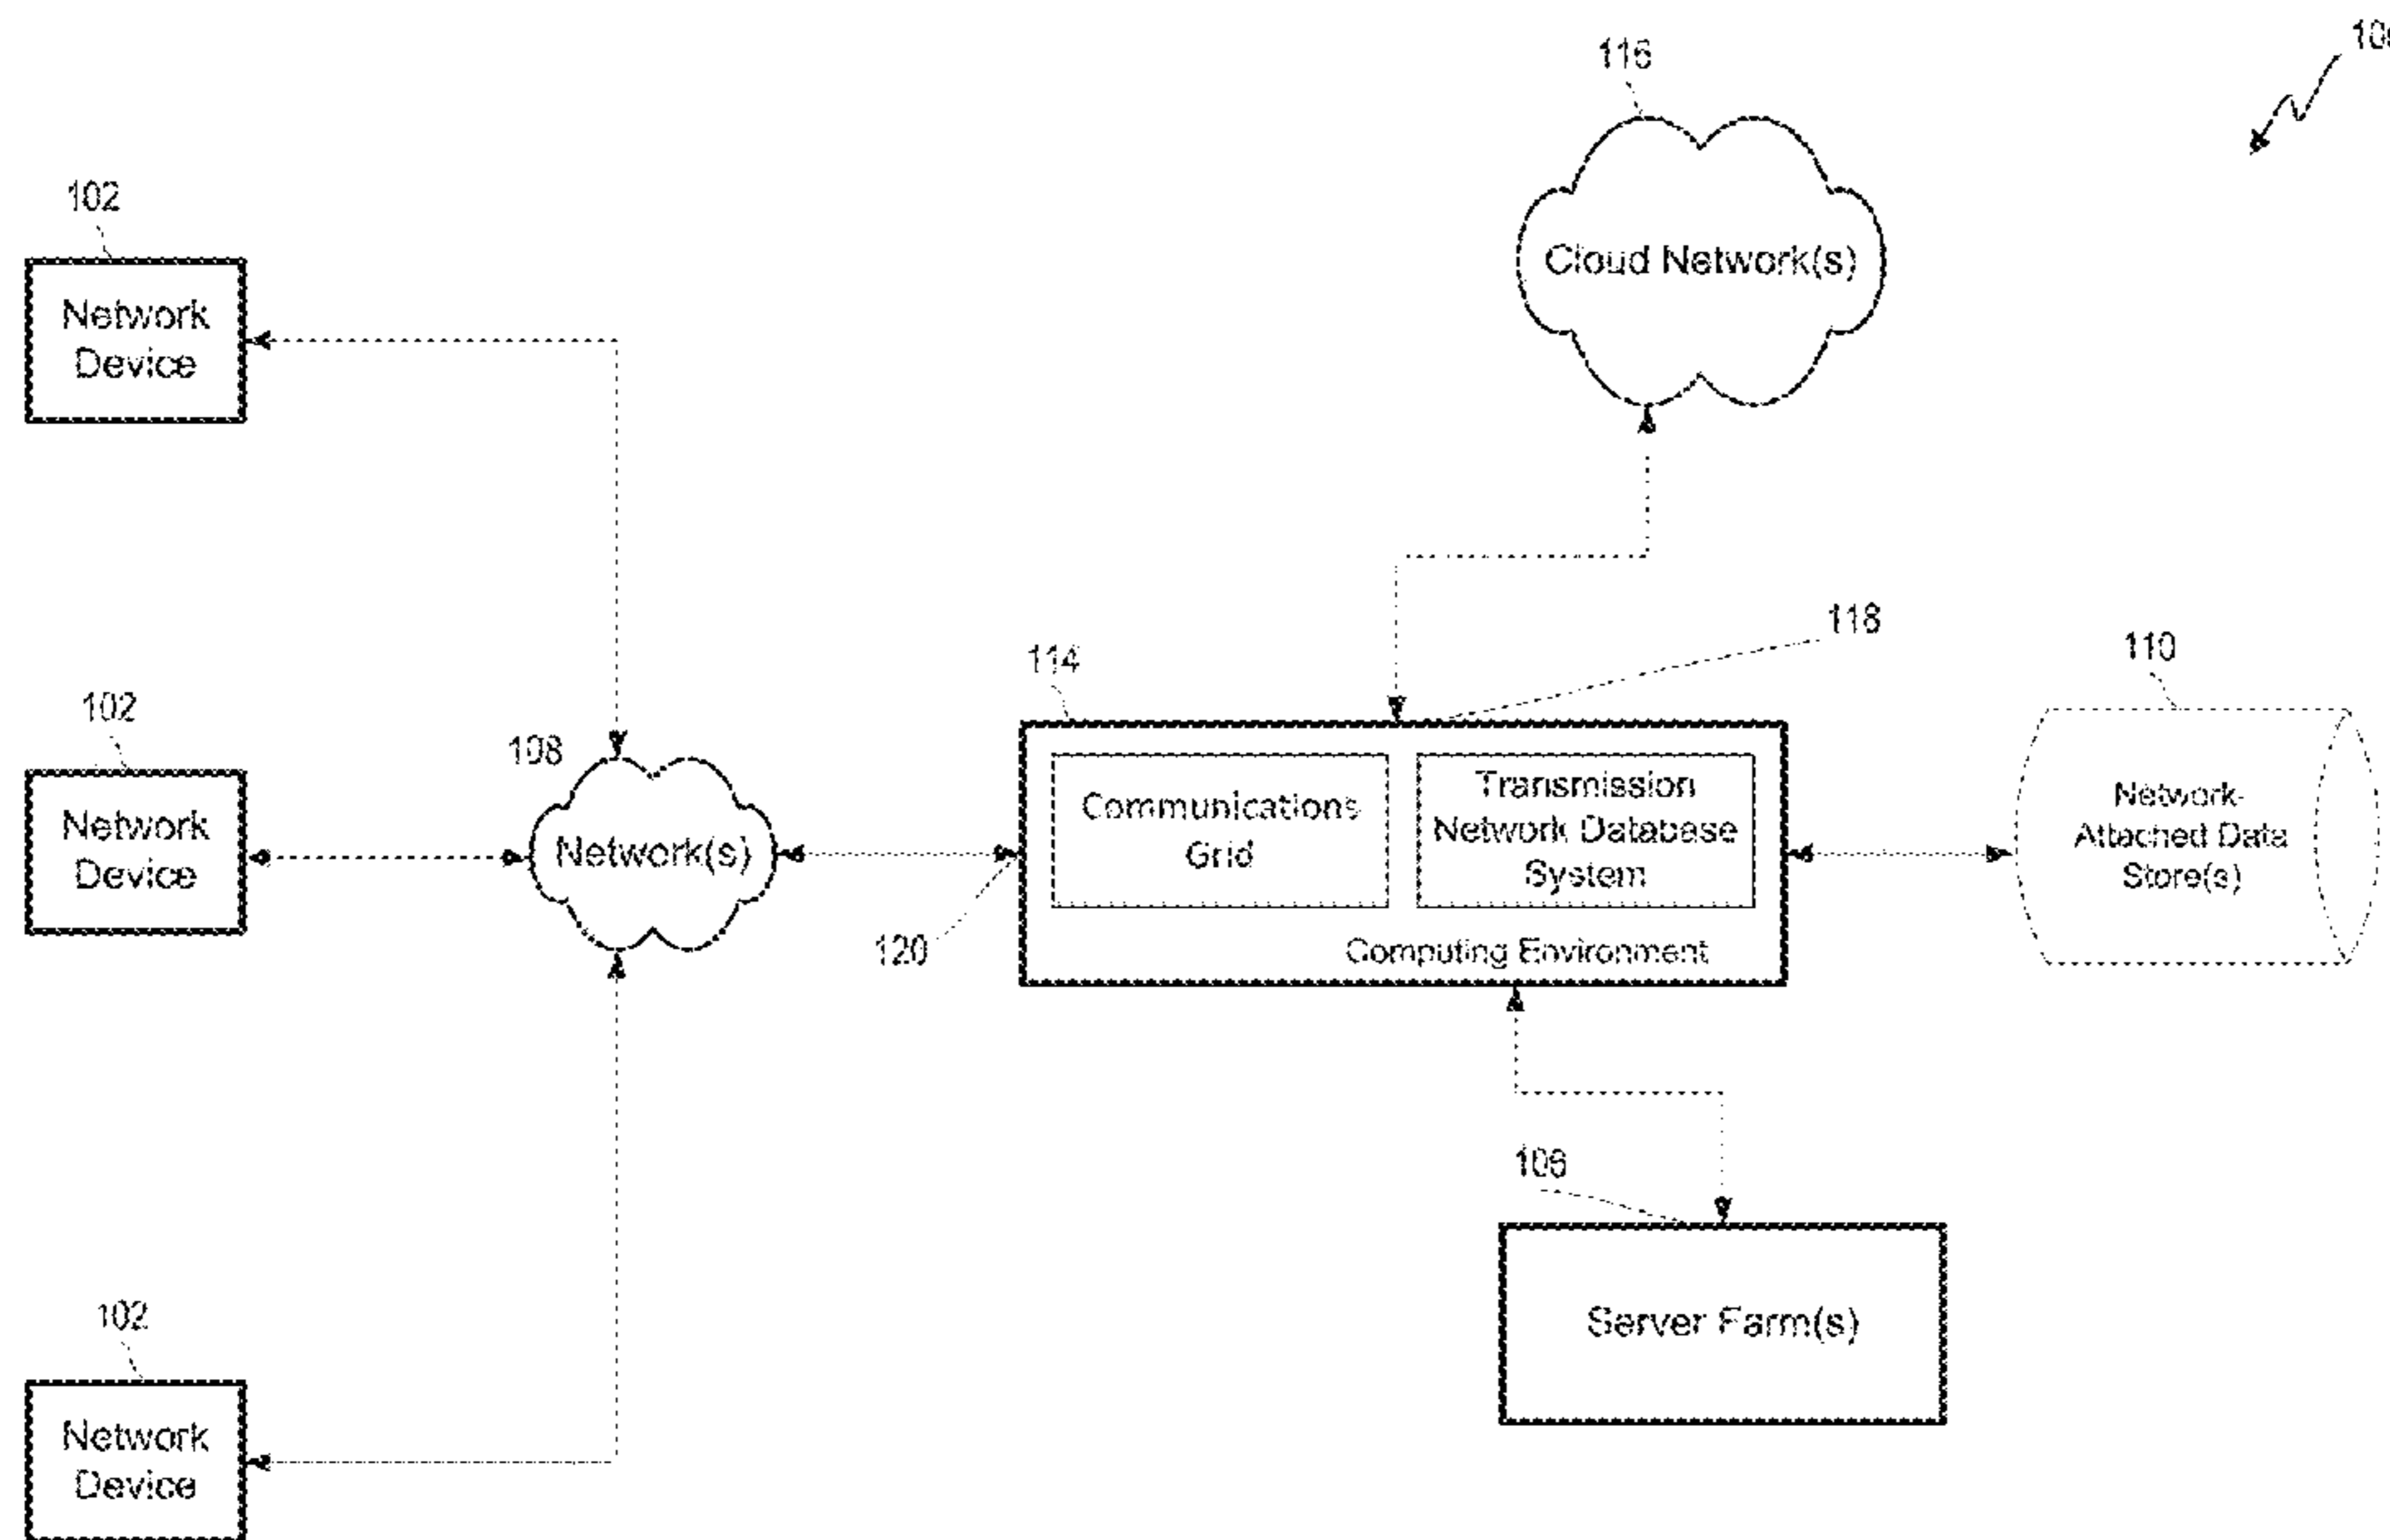 116
102
Network
Device
Cloud Network(s)
118
114
110
102
108
Network
Device
Network(s)
Communications
Grid
Transmission
Network Database
System
Computing Environment
Network-
Attached Data
Store(s)
120
106
Server Farm(s)
102
Network
Device